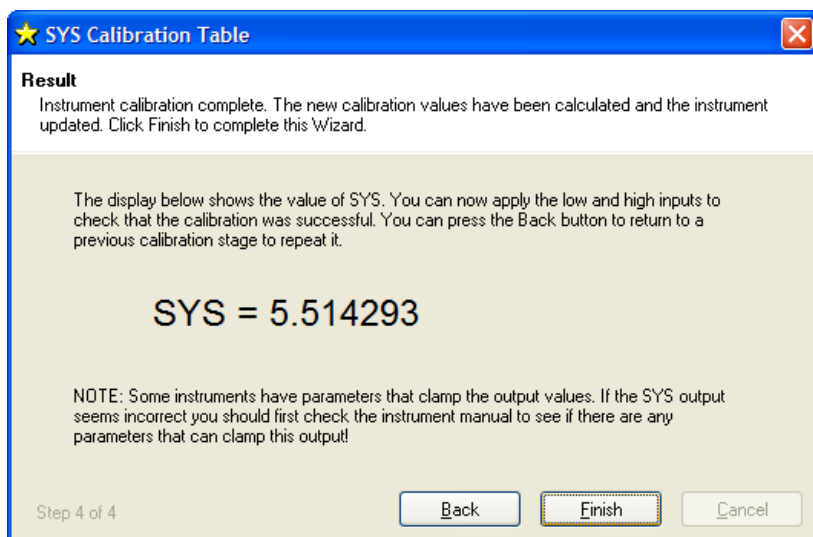 SYS Calibration Table
Result
Instrument calibration complete. The new calibration values have been calculated and the instrument
updated. Click Finish to complete this Wizard.
The display below shows the value of SYS. You can now apply the low and high inputs to
check that the calibration was successful. You can press the Back button to return to a
previous calibration stage to repeat it.
SYS = 5.514293
NOTE: Some instruments have parameters that clamp the output values. If the SYS output
seems incorrect you should first check the instrument manual to see if there are any
parameters that can clamp this output!
Step 4 of 4
Back
Finish
Cancel